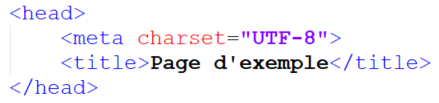 <head>
<meta charset="UTF-8">
<title>Page d'exemple</title>
</head>